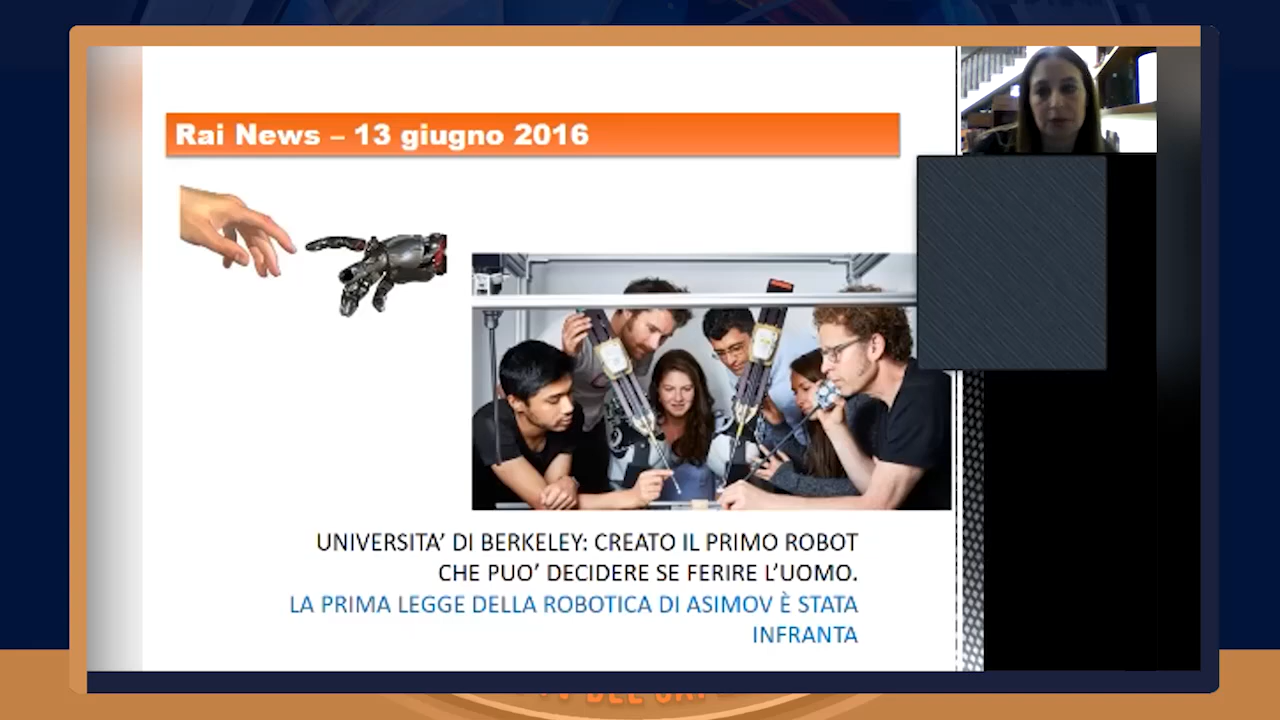 Rai News – 13 giugno 2016
UNIVERSITA’ DI BERKELEY: CREATO IL PRIMO ROBOT
CHE PUO’ DECIDERE SE FERIRE L’UOMO.
LA PRIMA LEGGE DELLA ROBOTICA DI ASIMOV È STATA
INFRANTA